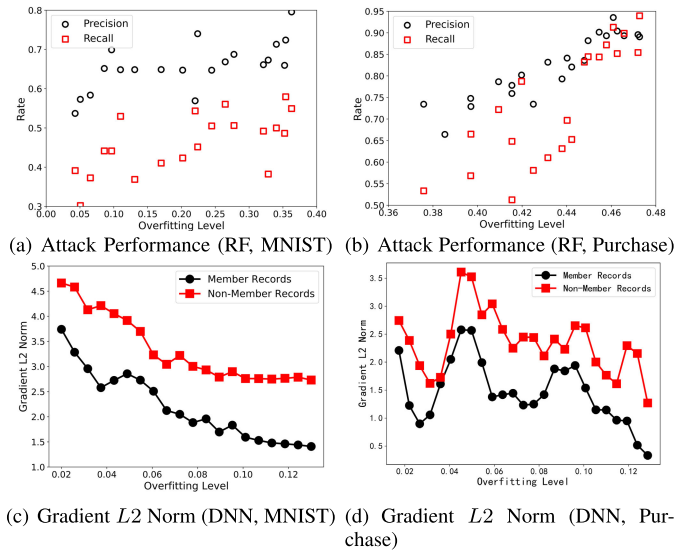 0.8
0.7
0.6
0.5
0.4
0.3
Rate
Precision
Recall
0.00 0.05 0.10 0.15 0.20 0.25 0.30 0.35 0.40
Overfitting Level
(a) Attack Performance (RF, MNIST)
0.95
0.90
0.85
0.80
0.75
0.70
0.65
0.60
0.55
0.50
Rate
Precision
Recall
0.36 0.38 0.40 0.42 0.44 0.46 0.48
Overfitting Level
(b) Attack Performance (RF, Purchase)
5.0
4.5
4.0
3.5
3.0
2.5
2.0
1.5
1.0
Gradient L2 Norm
Member Records
Non-Member Records
0.02 0.04 0.06 0.08 0.10 0.12
Overfitting Level
(c) Gradient L2 Norm (DNN, MNIST)
3.5
3.0
2.5
2.0
1.5
1.0
0.5
Gradient L2 Norm
Member Records
Non-Member Records
0.02 0.04 0.06 0.08 0.10 0.12
Overfitting Level
(d) Gradient L2 Norm (DNN, Pur-
chase)